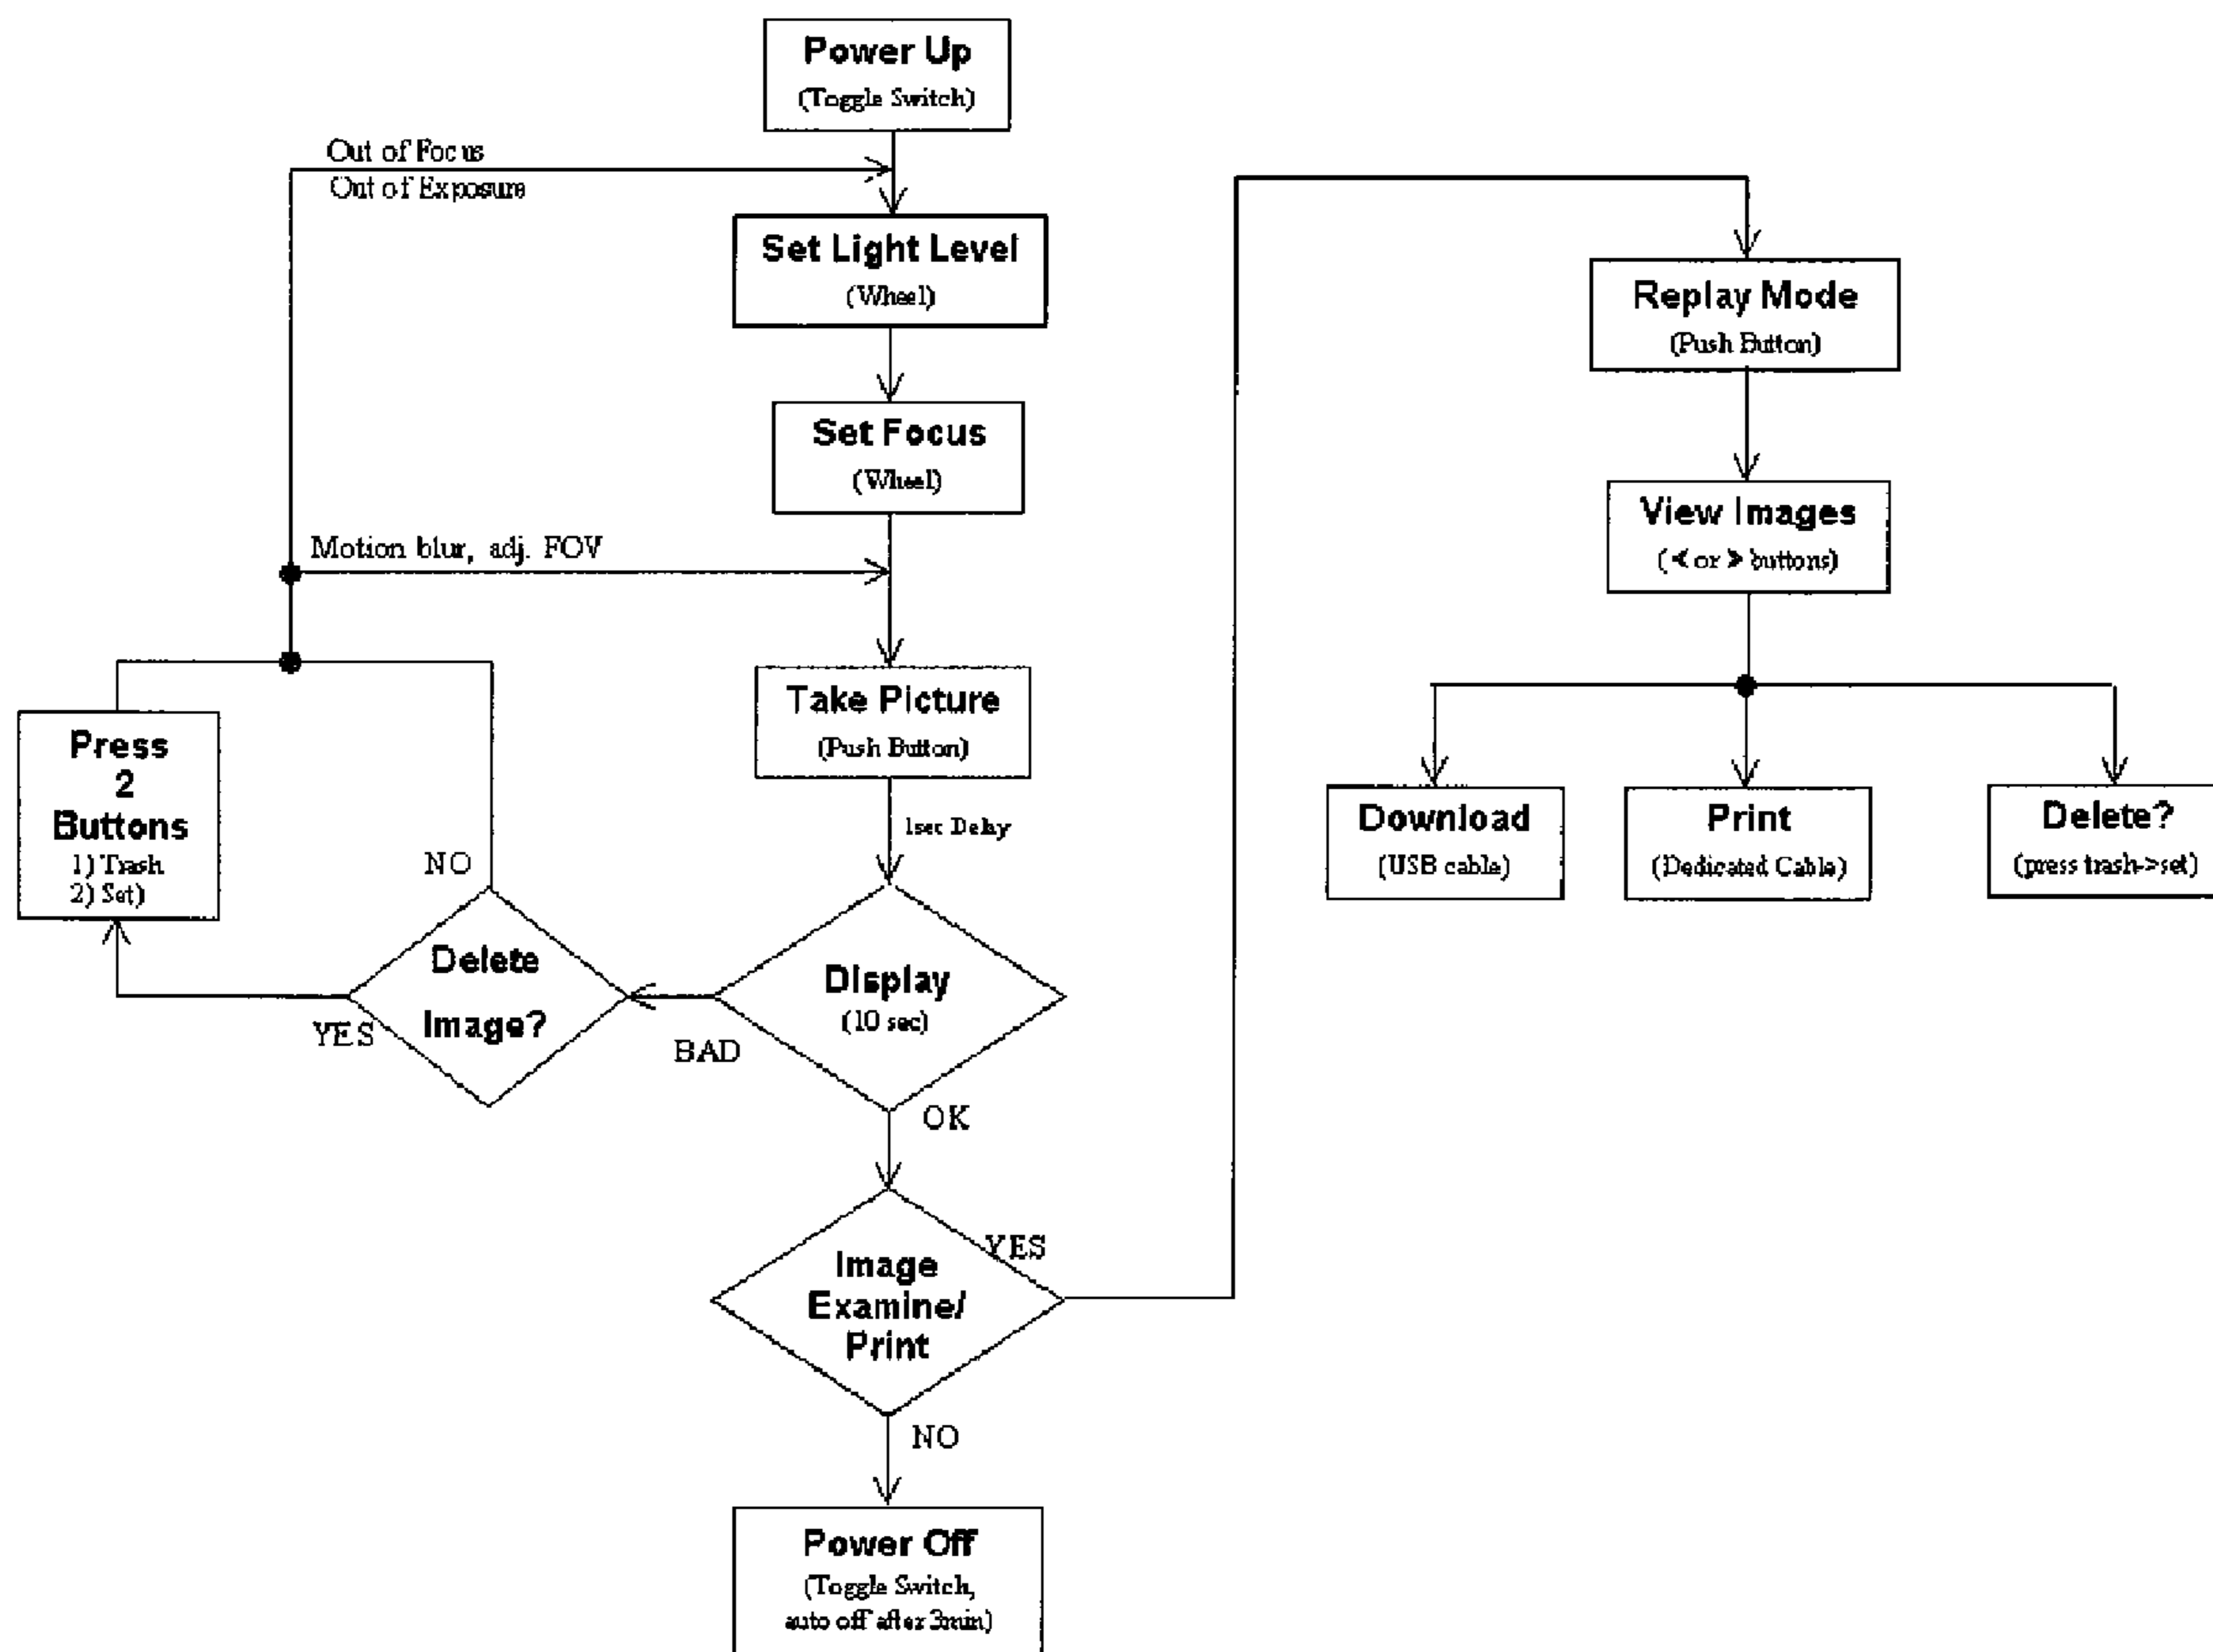 Power Up
(Toggle Switch)
Out of Focus
Out of Exposure
Set Light Level
(Wheel)
Set Focus
(Wheel)
Motion blur, adj. FOV
Take Picture
(Push Button)
1sec Delay
Press
2
Buttons
1) Trash
2) Set)
NO
Delete
Image?
YES
BAD
Display
(10 sec)
OK
Image
Examine/
Print
YES
NO
Power Off
(Toggle Switch,
auto off after 3min)
Replay Mode
(Push Button)
View Images
(< or > buttons)
Download
(USB cable)
Print
(Dedicated Cable)
Delete?
(press trash->set)